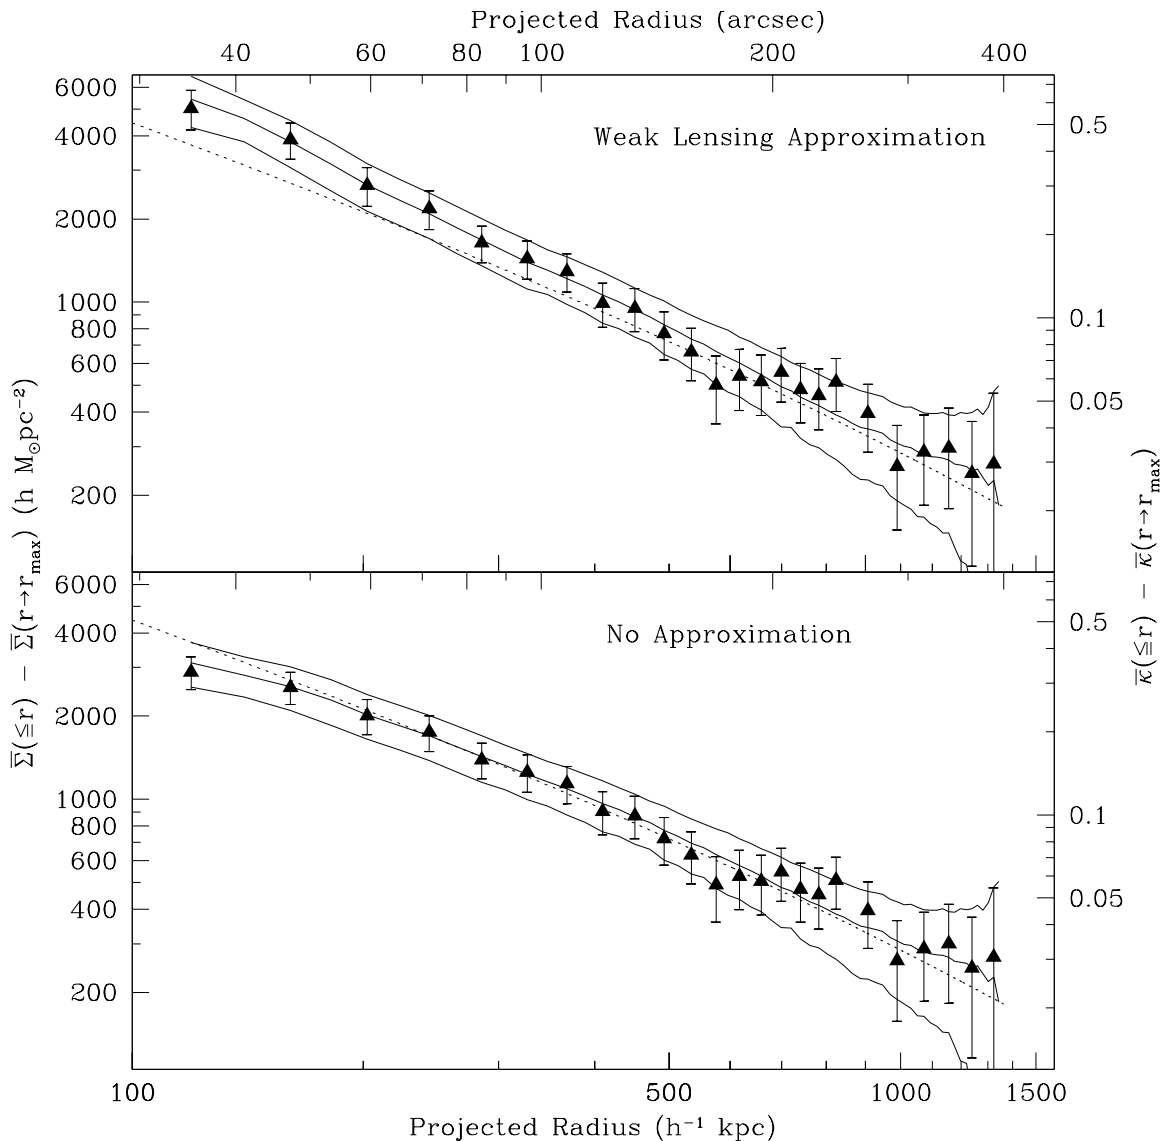 Projected Radius (arcsec)
40 60 80 100 200 400
6000
4000
2000
1000
800
600
400
200
0.5
0.1
0.05
Weak Lensing Approximation
6000
4000
2000
1000
800
600
400
200
0.5
0.1
0.05
No Approximation
100 500 1000 1500
Projected Radius (h⁻¹ kpc)
Σ̅(≦r) − Σ̅(r→r_max) (h M_⊙pc⁻²)
κ̅(≦r) − κ̅(r→r_max)